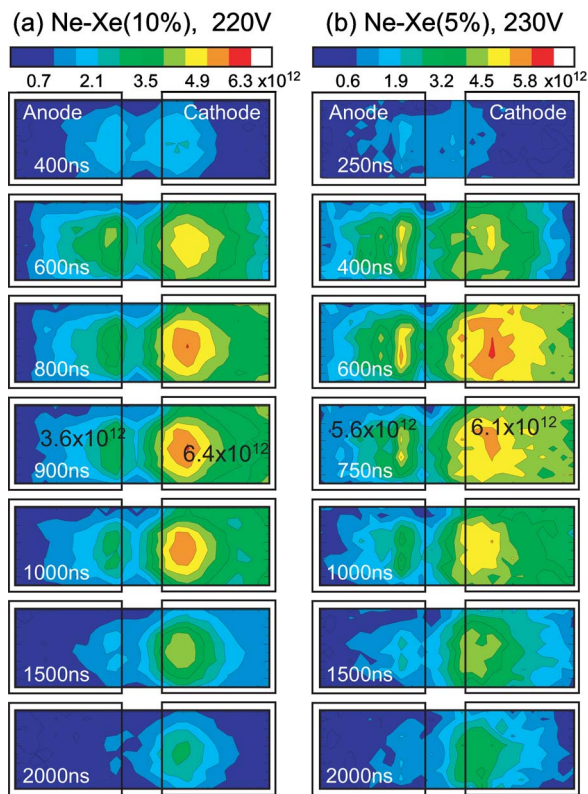 (a) Ne-Xe(10%), 220V
0.7 2.1 3.5 4.9 6.3 x10¹²
Anode Cathode
400ns
600ns
800ns
3.6x10¹²
6.4x10¹²
900ns
1000ns
1500ns
2000ns
(b) Ne-Xe(5%), 230V
0.6 1.9 3.2 4.5 5.8 x10¹²
Anode Cathode
250ns
400ns
600ns
5.6x10¹² 6.1x10¹²
750ns
1000ns
1500ns
2000ns